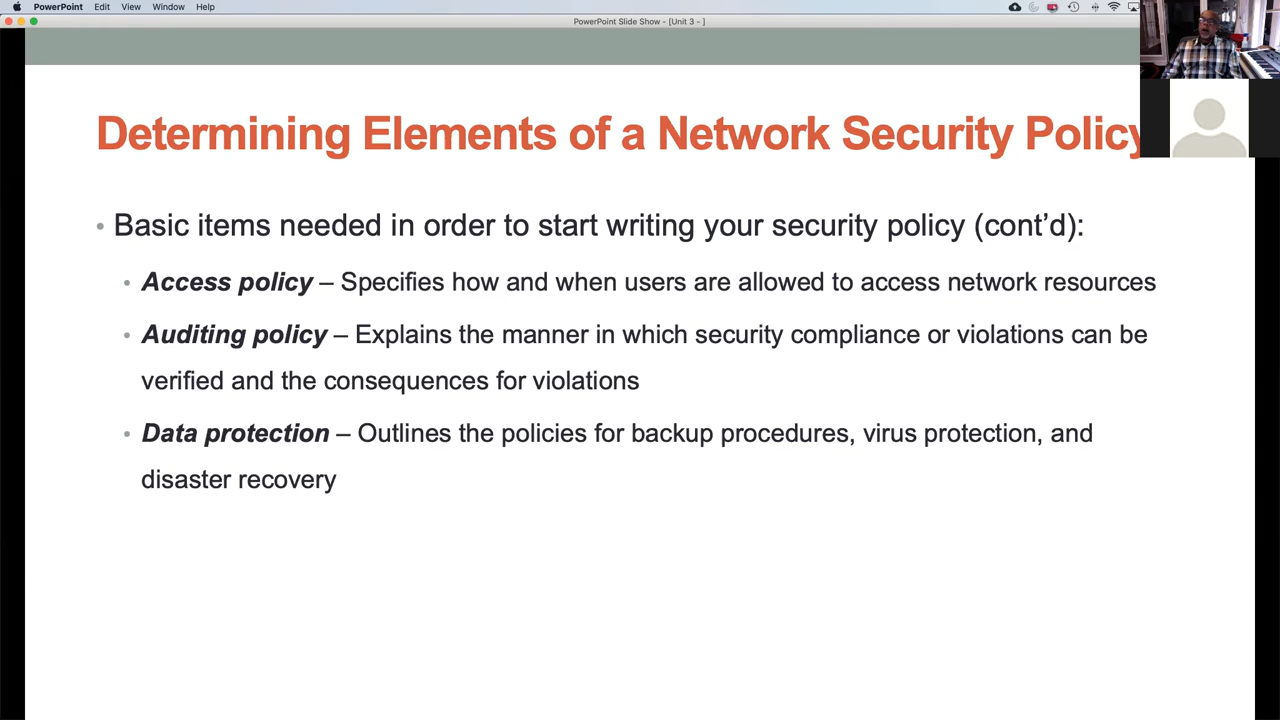 PowerPoint Edit View Window Help
PowerPoint Slide Show - [Unit 3 - ]
Determining Elements of a Network Security Policy
• Basic items needed in order to start writing your security policy (cont’d):
• Access policy – Specifies how and when users are allowed to access network resources
• Auditing policy – Explains the manner in which security compliance or violations can be
verified and the consequences for violations
• Data protection – Outlines the policies for backup procedures, virus protection, and
disaster recovery